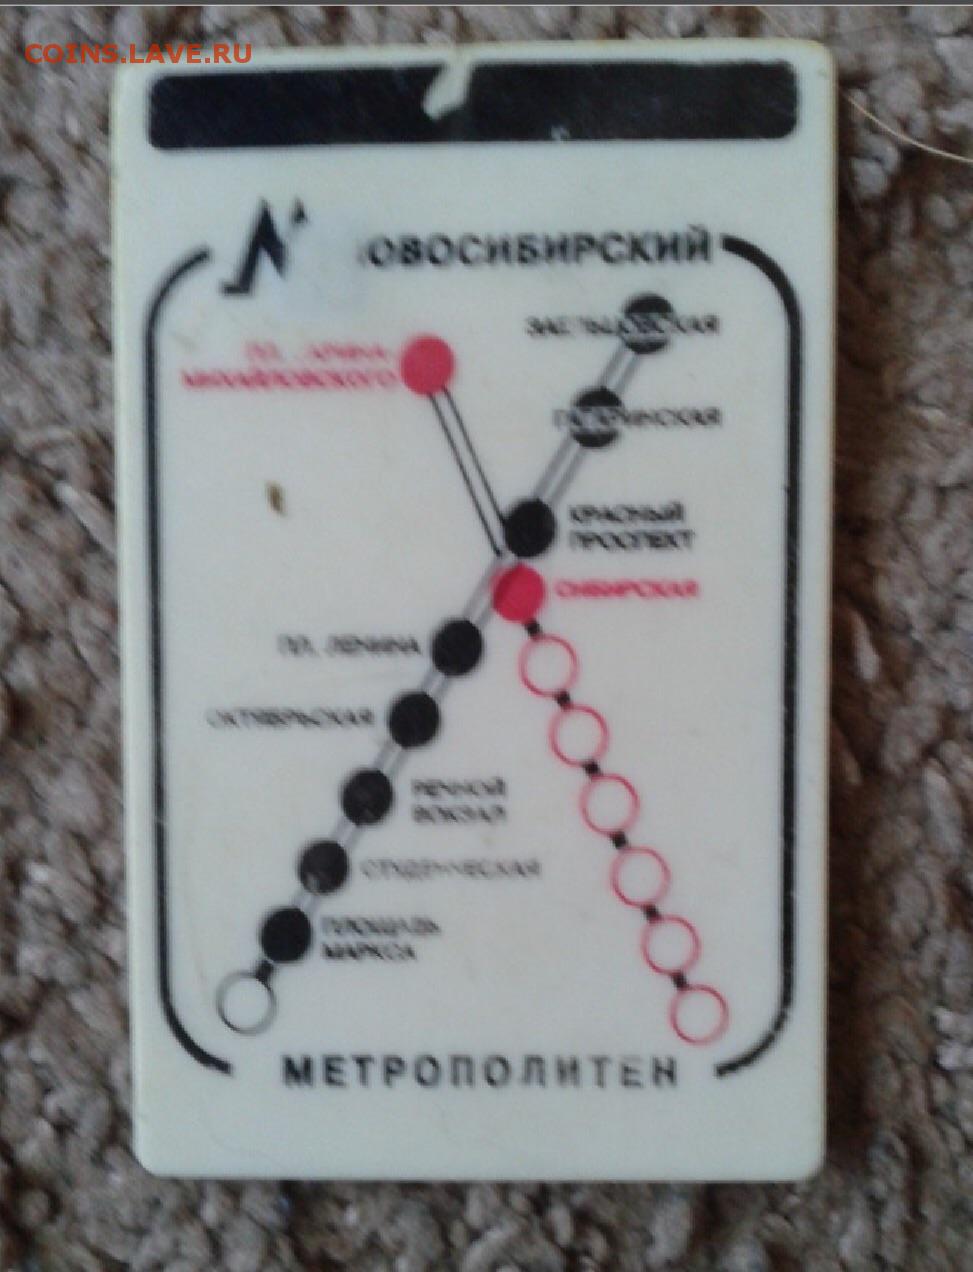 COINS.LAVE.RU
ОВОСИБИРСКИЙ
ЗАЕЛЬЦОВСКАЯ
ГАГАРИНСКАЯ
ПЛ. ГАРИНА-
МИХАЙЛОВСКОГО
КРАСНЫЙ
ПРОСПЕКТ
СИБИРСКАЯ
ПЛ. ЛЕНИНА
ОКТЯБРЬСКАЯ
РЕЧНОЙ
ВОКЗАЛ
СТУДЕНЧЕСКАЯ
ПЛОЩАДЬ
МАРКСА
МЕТРОПОЛИТЕН